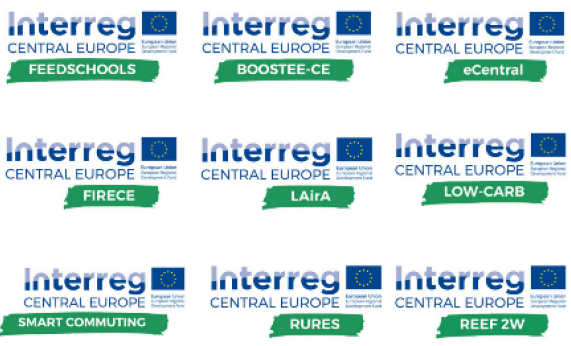 Interreg
European Union
European Regional
Development Fund
CENTRAL EUROPE
FEEDSCHOOLS
Interreg
European Union
European Regional
Development Fund
CENTRAL EUROPE
BOOSTEE-CE
Interreg
European Union
European Regional
Development Fund
CENTRAL EUROPE
eCentral
Interreg
European Union
European Regional
Development Fund
CENTRAL EUROPE
FIRECE
Interreg
European Union
European Regional
Development Fund
CENTRAL EUROPE
LAirA
Interreg
European Union
European Regional
Development Fund
CENTRAL EUROPE
LOW-CARB
Interreg
European Union
European Regional
Development Fund
CENTRAL EUROPE
SMART COMMUTING
Interreg
European Union
European Regional
Development Fund
CENTRAL EUROPE
RURES
Interreg
European Union
European Regional
Development Fund
CENTRAL EUROPE
REEF 2W